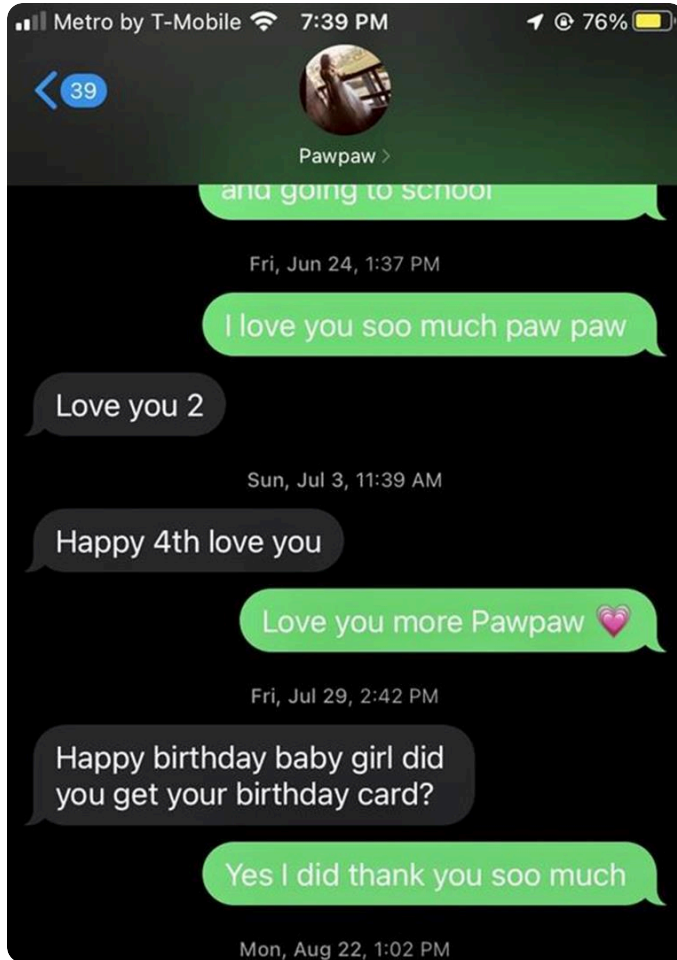 Metro by T-Mobile 7:39 PM 76%
39
Pawpaw
and going to school
Fri, Jun 24, 1:37 PM
I love you soo much paw paw
Love you 2
Sun, Jul 3, 11:39 AM
Happy 4th love you
Love you more Pawpaw 💗
Fri, Jul 29, 2:42 PM
Happy birthday baby girl did
you get your birthday card?
Yes I did thank you soo much
Mon, Aug 22, 1:02 PM